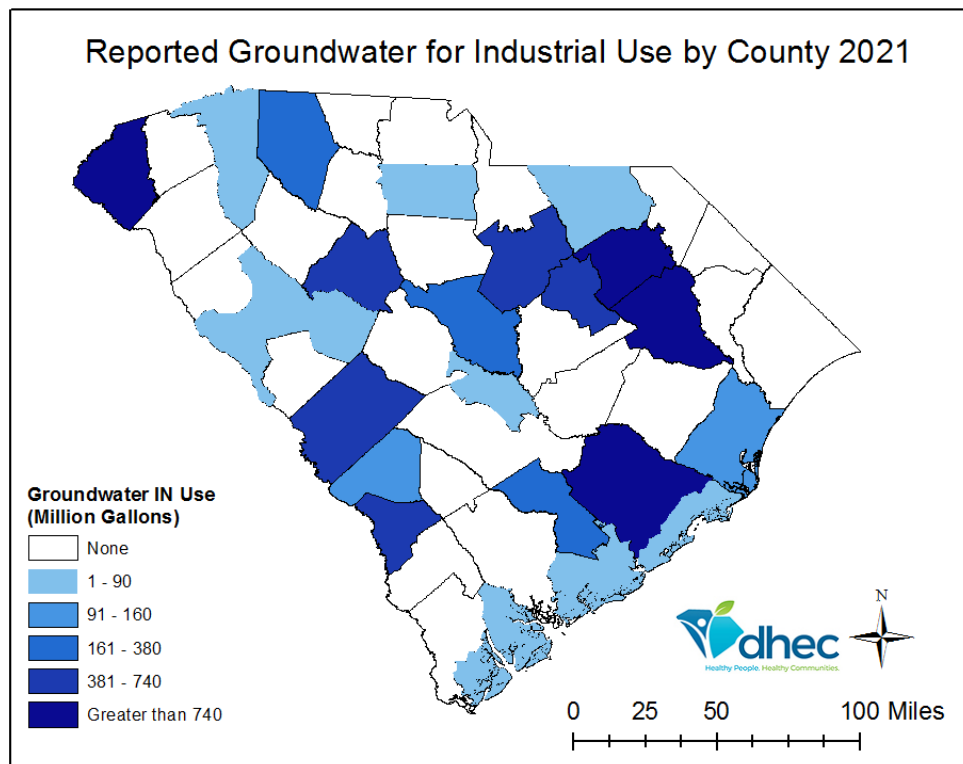 Reported Groundwater for Industrial Use by County 2021
Groundwater IN Use
(Million Gallons)
None
1 - 90
91 - 160
161 - 380
381 - 740
Greater than 740
dhec
Healthy People. Healthy Communities.
N
0 25 50 100 Miles